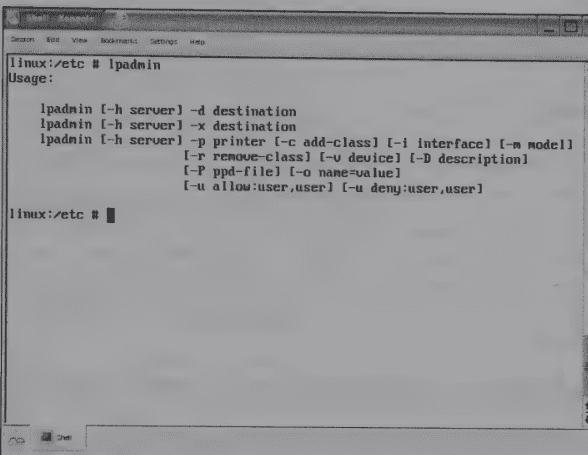 Shell - Konsole
Session Edit View Bookmarks Settings Help
linux:/etc # lpadmin
Usage:
lpadmin [-h server] -d destination
lpadmin [-h server] -x destination
lpadmin [-h server] -p printer [-c add-class] [-i interface] [-m model]
[-r remove-class] [-v device] [-D description]
[-P ppd-file] [-o name=value]
[-u allow:user,user] [-u deny:user,user]
linux:/etc #
Shell